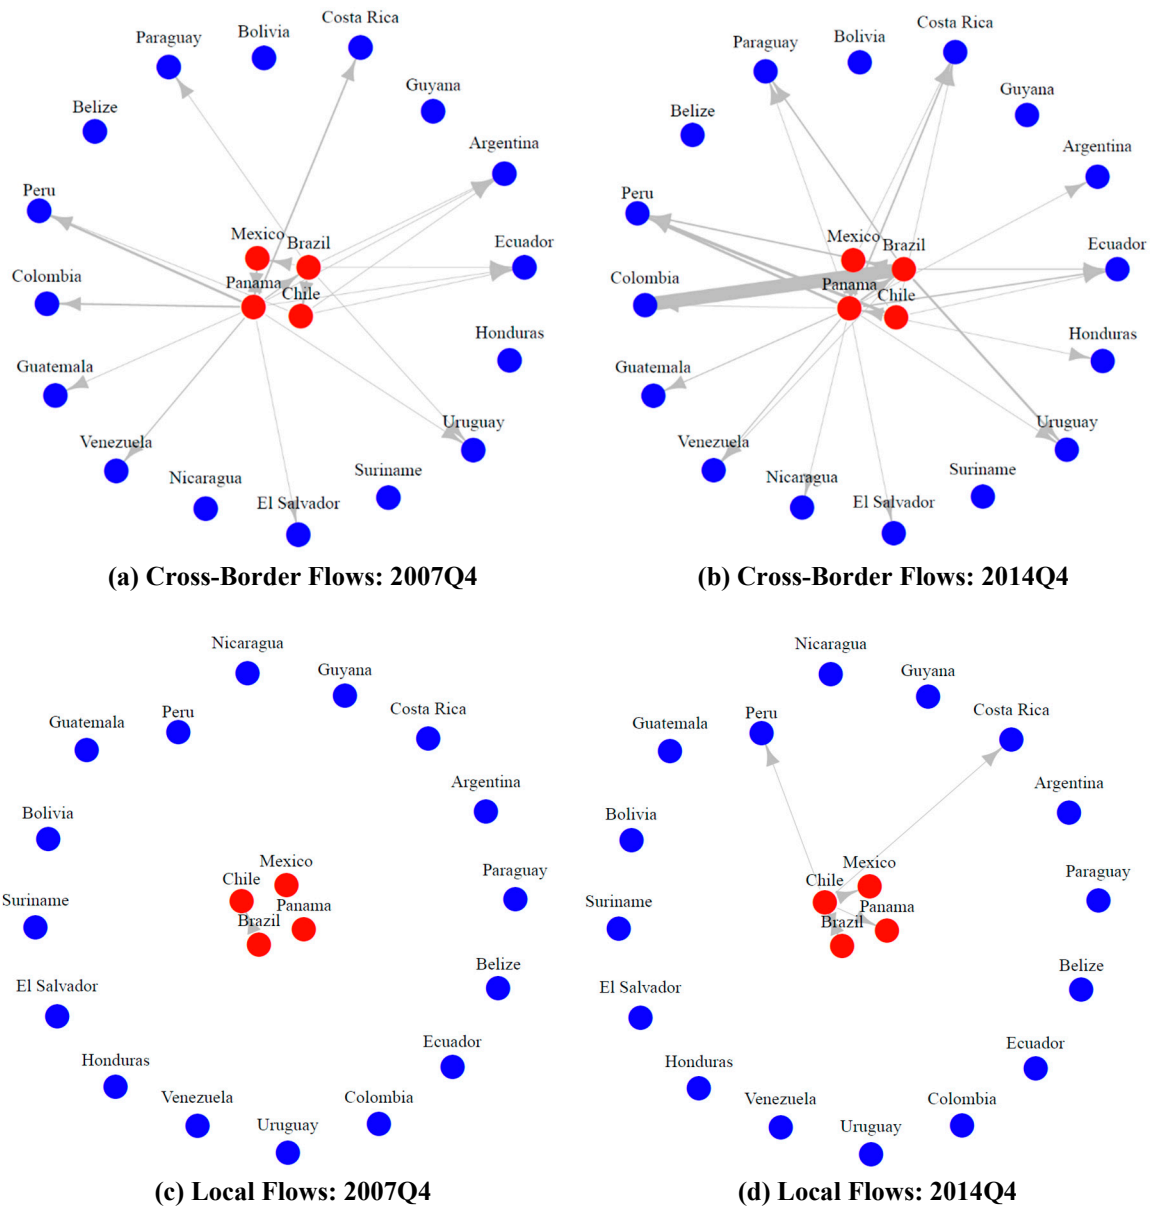 Costa Rica
Bolivia
Paraguay
Guyana
Belize
Argentina
Peru
Mexico
Brazil
Ecuador
Colombia
Panama
Chile
Honduras
Guatemala
Uruguay
Venezuela
Suriname
Nicaragua
El Salvador
(a) Cross-Border Flows: 2007Q4
Costa Rica
Bolivia
Paraguay
Guyana
Belize
Argentina
Peru
Mexico
Brazil
Ecuador
Colombia
Panama
Chile
Honduras
Guatemala
Uruguay
Venezuela
Suriname
Nicaragua
El Salvador
(b) Cross-Border Flows: 2014Q4
Nicaragua
Guyana
Peru
Costa Rica
Guatemala
Argentina
Bolivia
Mexico
Paraguay
Chile
Suriname
Panama
Brazil
Belize
El Salvador
Ecuador
Honduras
Venezuela
Colombia
Uruguay
(c) Local Flows: 2007Q4
Nicaragua
Guyana
Peru
Costa Rica
Guatemala
Argentina
Bolivia
Mexico
Paraguay
Chile
Suriname
Panama
Brazil
Belize
El Salvador
Ecuador
Honduras
Venezuela
Colombia
Uruguay
(d) Local Flows: 2014Q4